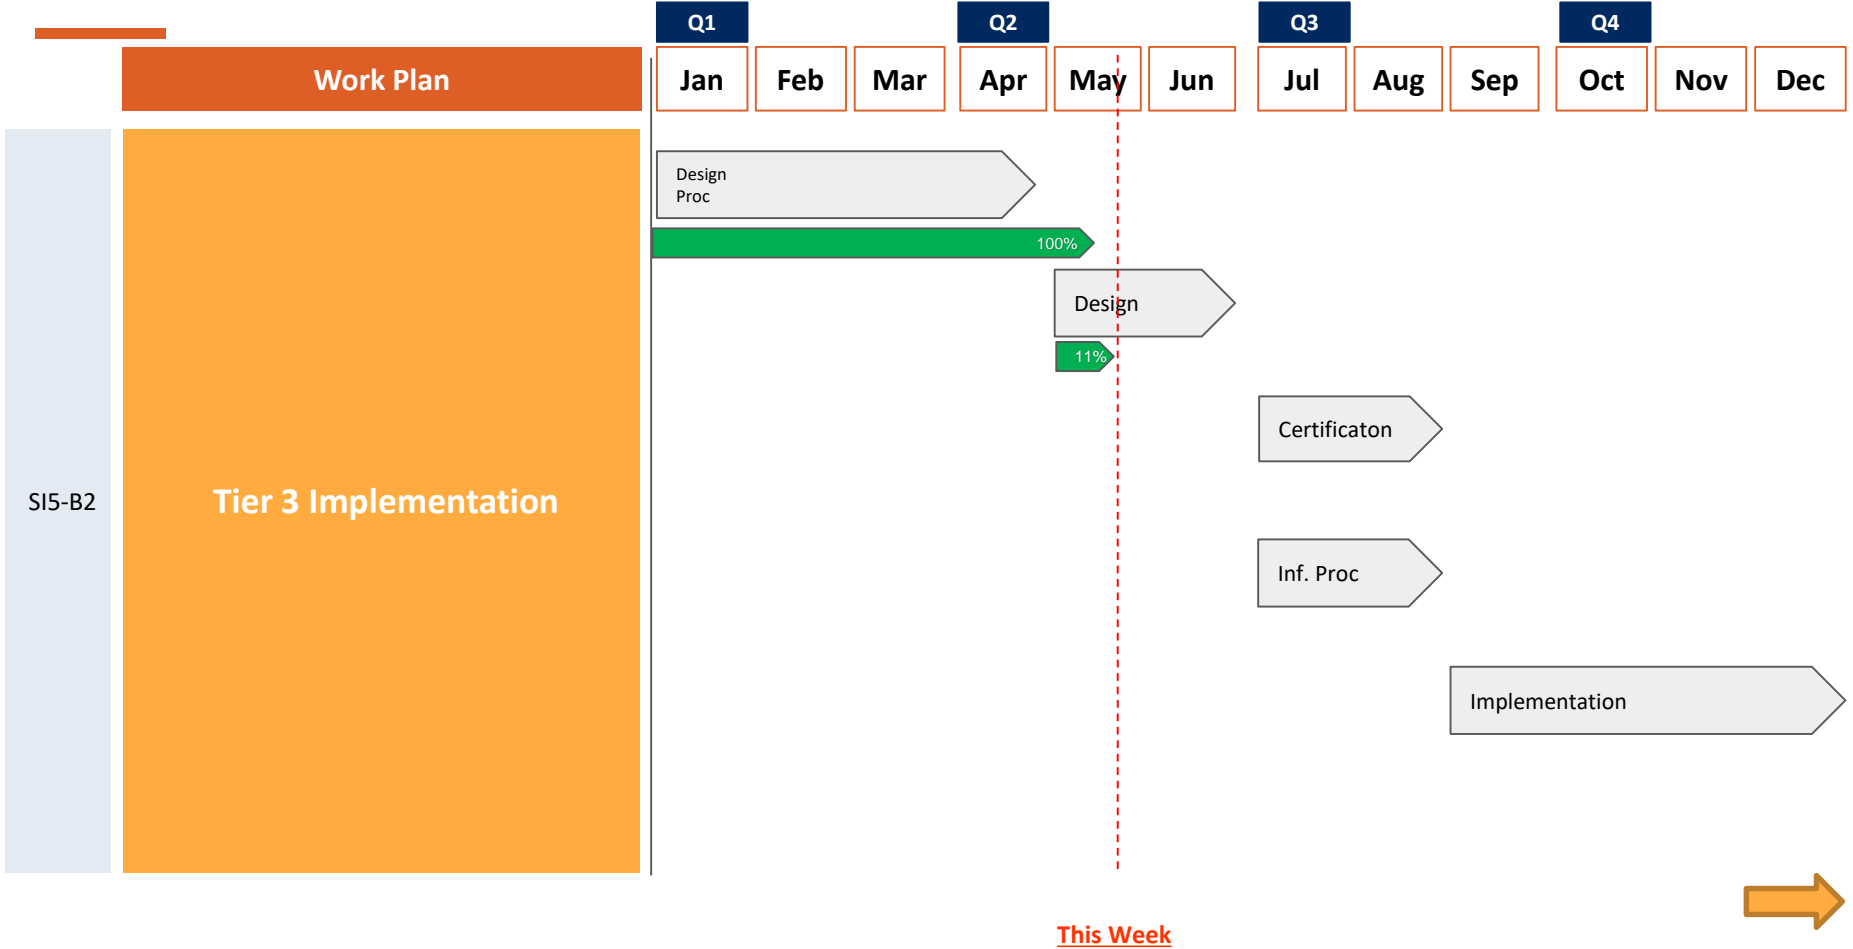 Q1 Q2 Q3 Q4
Work Plan
Jan Feb Mar Apr May Jun Jul Aug Sep Oct Nov Dec
Design
Proc
100%
Design
11%
Certificaton
SI5-B2
Tier 3 Implementation
Inf. Proc
Implementation
This Week